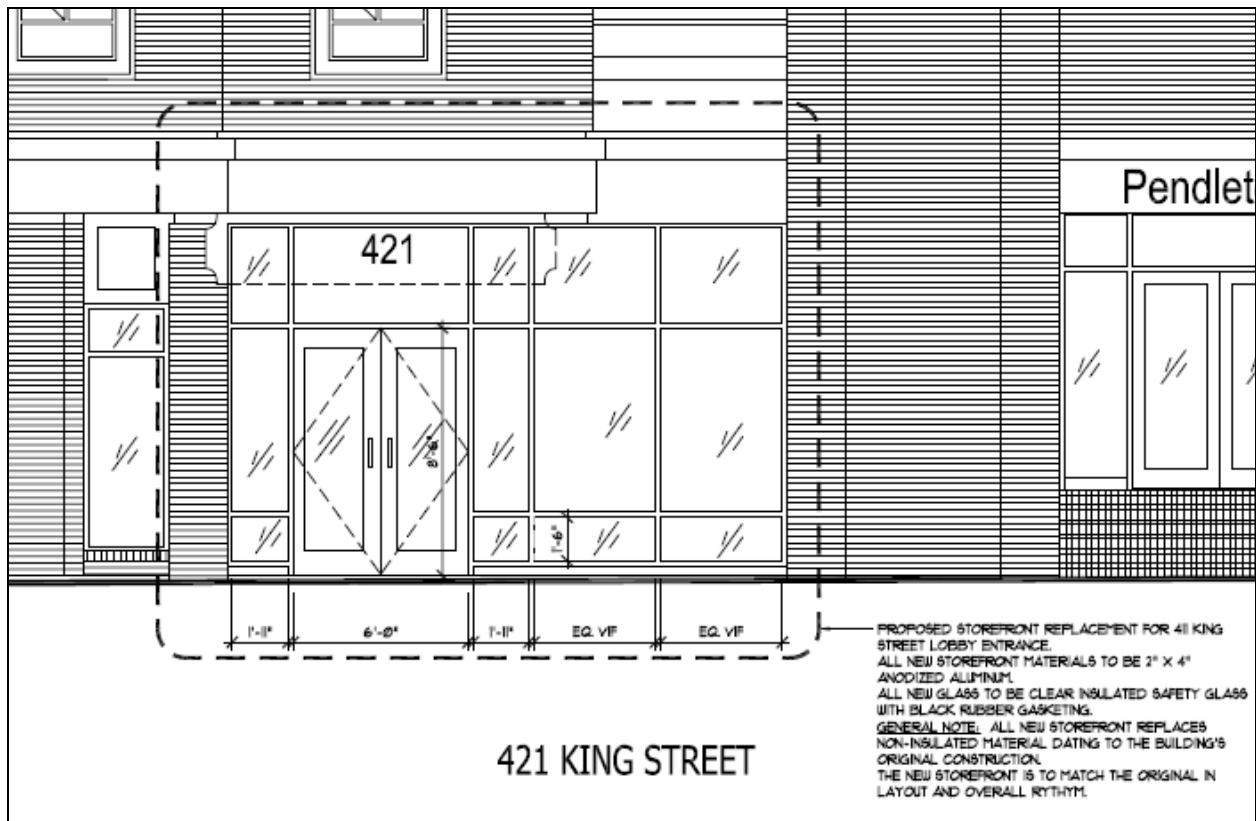 Pendlet
421
8'-6"
1'-6"
1'-11"
6'-0"
1'-11"
EQ. VIF
EQ. VIF
PROPOSED STOREFRONT REPLACEMENT FOR 411 KING
STREET LOBBY ENTRANCE.
ALL NEW STOREFRONT MATERIALS TO BE 2" X 4"
ANODIZED ALUMINUM.
ALL NEW GLASS TO BE CLEAR INSULATED SAFETY GLASS
WITH BLACK RUBBER GASKETING.
GENERAL NOTE: ALL NEW STOREFRONT REPLACES
NON-INSULATED MATERIAL DATING TO THE BUILDING'S
ORIGINAL CONSTRUCTION.
THE NEW STOREFRONT IS TO MATCH THE ORIGINAL IN
LAYOUT AND OVERALL RYTHYM.
421 KING STREET